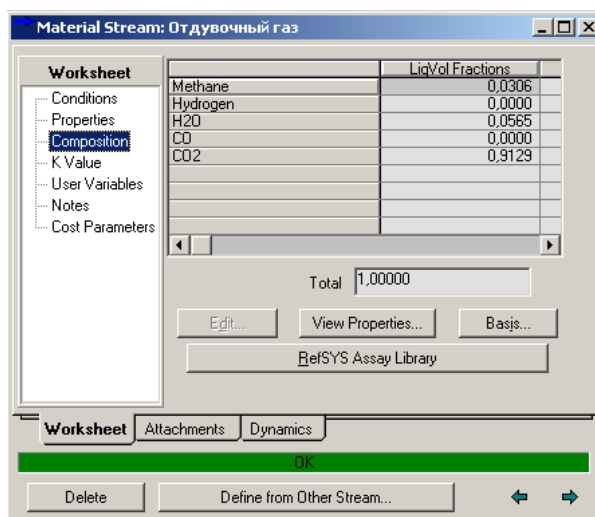 Material Stream: Отдувочный газ
Worksheet
Conditions
Properties
Composition
K Value
User Variables
Notes
Cost Parameters
LiqVol Fractions
Methane 0,0306
Hydrogen 0,0000
H2O 0,0565
CO 0,0000
CO2 0,9129
Total 1,00000
Edit... View Properties... Basis...
RefSYS Assay Library
Worksheet Attachments Dynamics
OK
Delete Define from Other Stream...